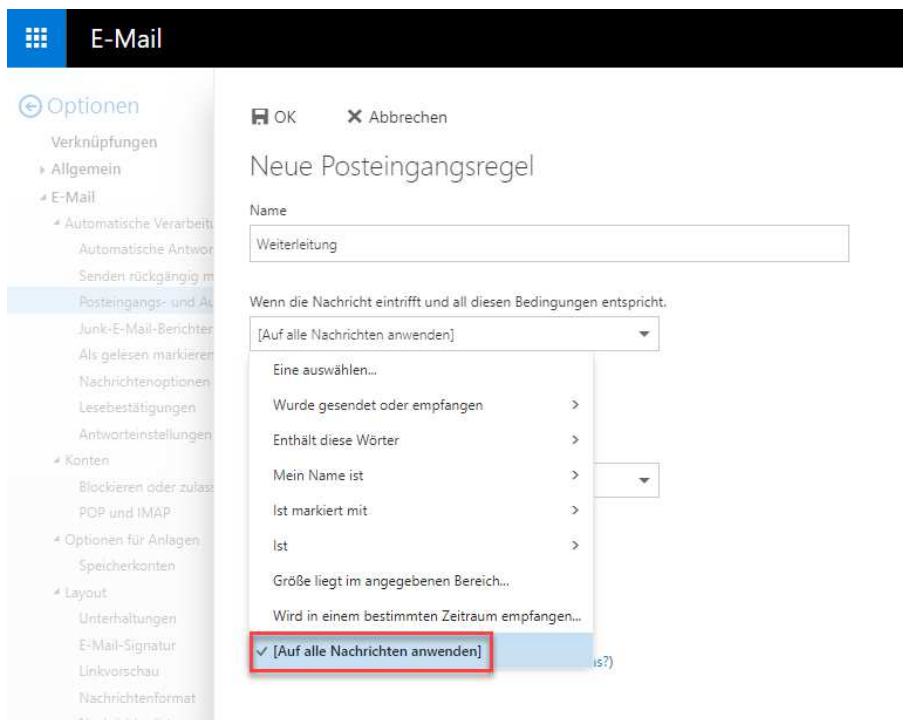 E-Mail
Optionen
Verknüpfungen
Allgemein
E-Mail
Automatische Verarbeitu
Automatische Antwor
Senden rückgängig m
Posteingangs- und Au
Junk-E-Mail-Berichter
Als gelesen markieren
Nachrichtenoptionen
Lesebestätigungen
Antworteinstellungen
Konten
Blockieren oder zulass
POP und IMAP
Optionen für Anlagen
Speicherkonten
Layout
Unterhaltungen
E-Mail-Signatur
Linkvorschau
Nachrichtenformat
OK Abbrechen
Neue Posteingangsregel
Name
Weiterleitung
Wenn die Nachricht eintrifft und all diesen Bedingungen entspricht.
[Auf alle Nachrichten anwenden]
Eine auswählen...
Wurde gesendet oder empfangen
Enthält diese Wörter
Mein Name ist
Ist markiert mit
Ist
Größe liegt im angegebenen Bereich...
Wird in einem bestimmten Zeitraum empfangen...
[Auf alle Nachrichten anwenden]
is?)